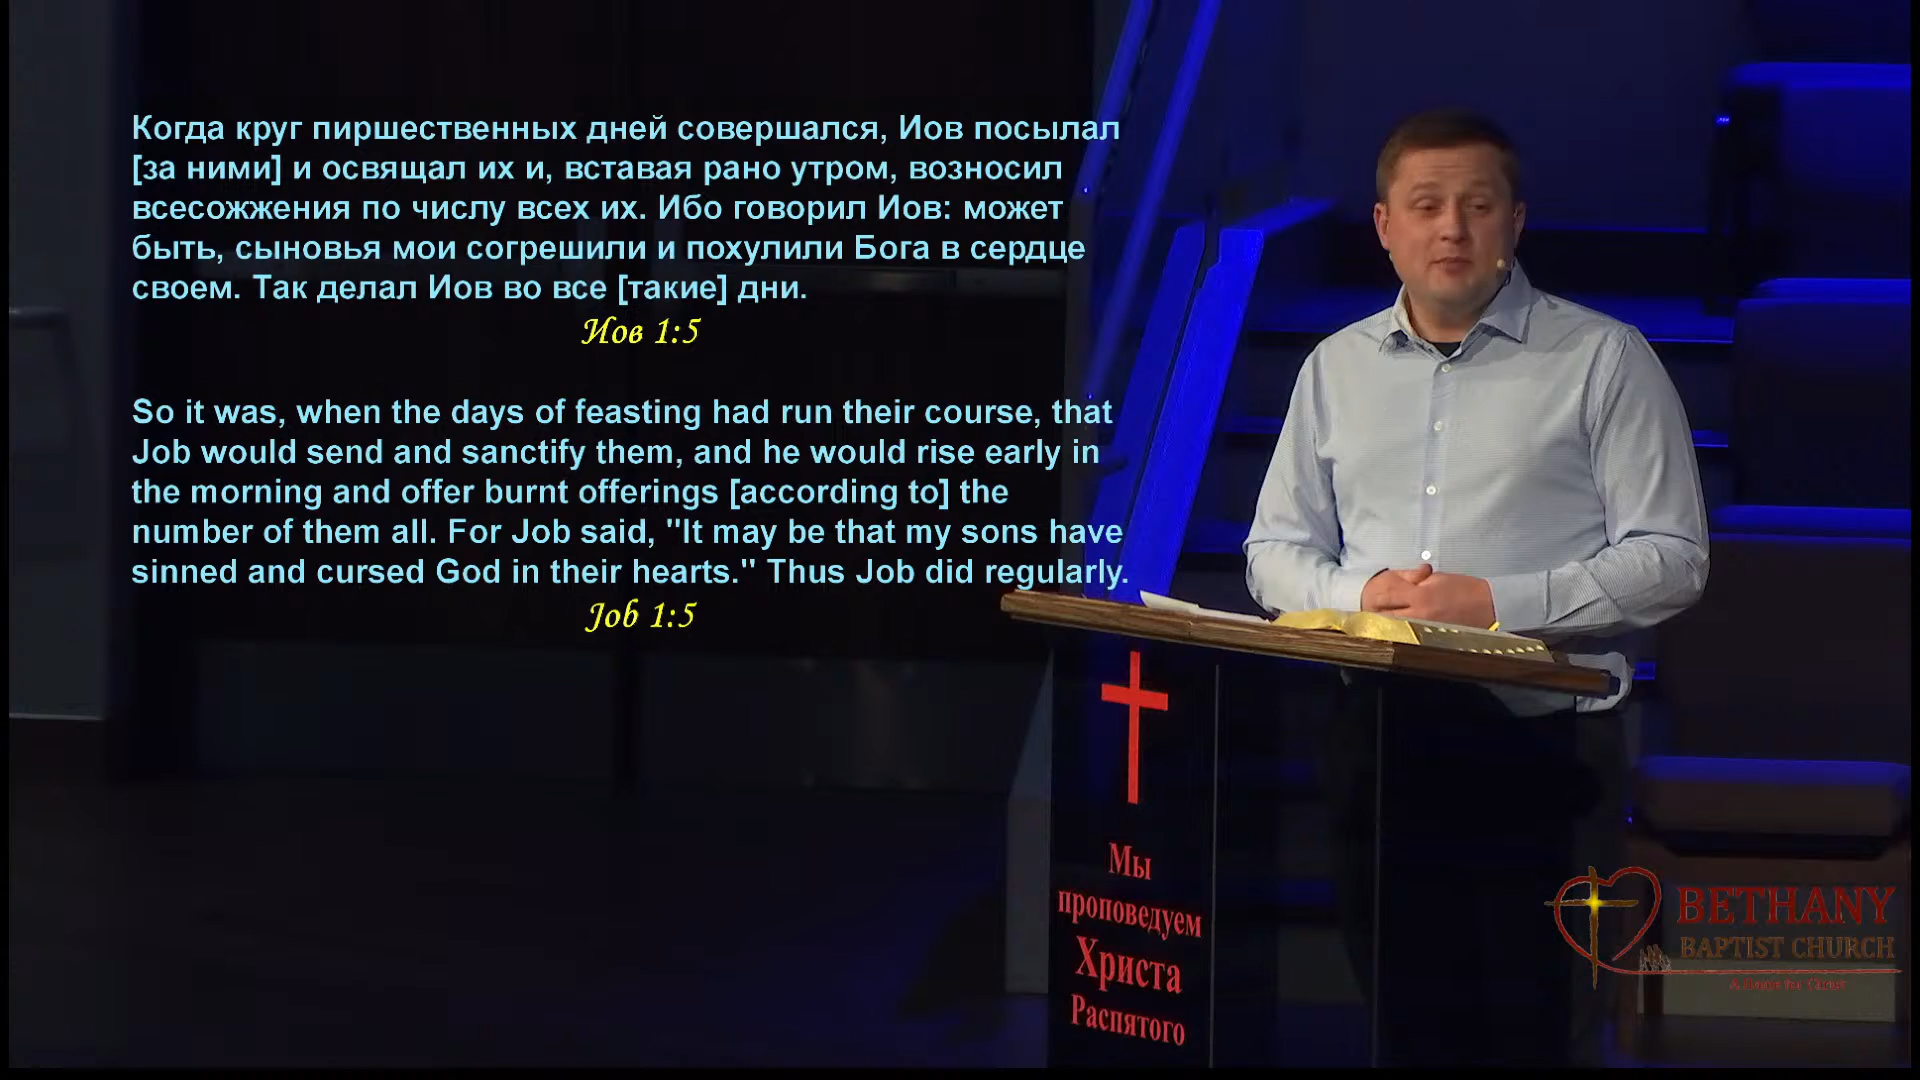 Когда круг пиршественных дней совершался, Иов посылал
[за ними] и освящал их и, вставая рано утром, возносил
всесожжения по числу всех их. Ибо говорил Иов: может
быть, сыновья мои согрешили и похулили Бога в сердце
своем. Так делал Иов во все [такие] дни.
Иов 1:5
So it was, when the days of feasting had run their course, that
Job would send and sanctify them, and he would rise early in
the morning and offer burnt offerings [according to] the
number of them all. For Job said, "It may be that my sons have
sinned and cursed God in their hearts." Thus Job did regularly.
Job 1:5
Мы
проповедуем
Христа
Распятого
BETHANY
BAPTIST CHURCH
A Home for Christ